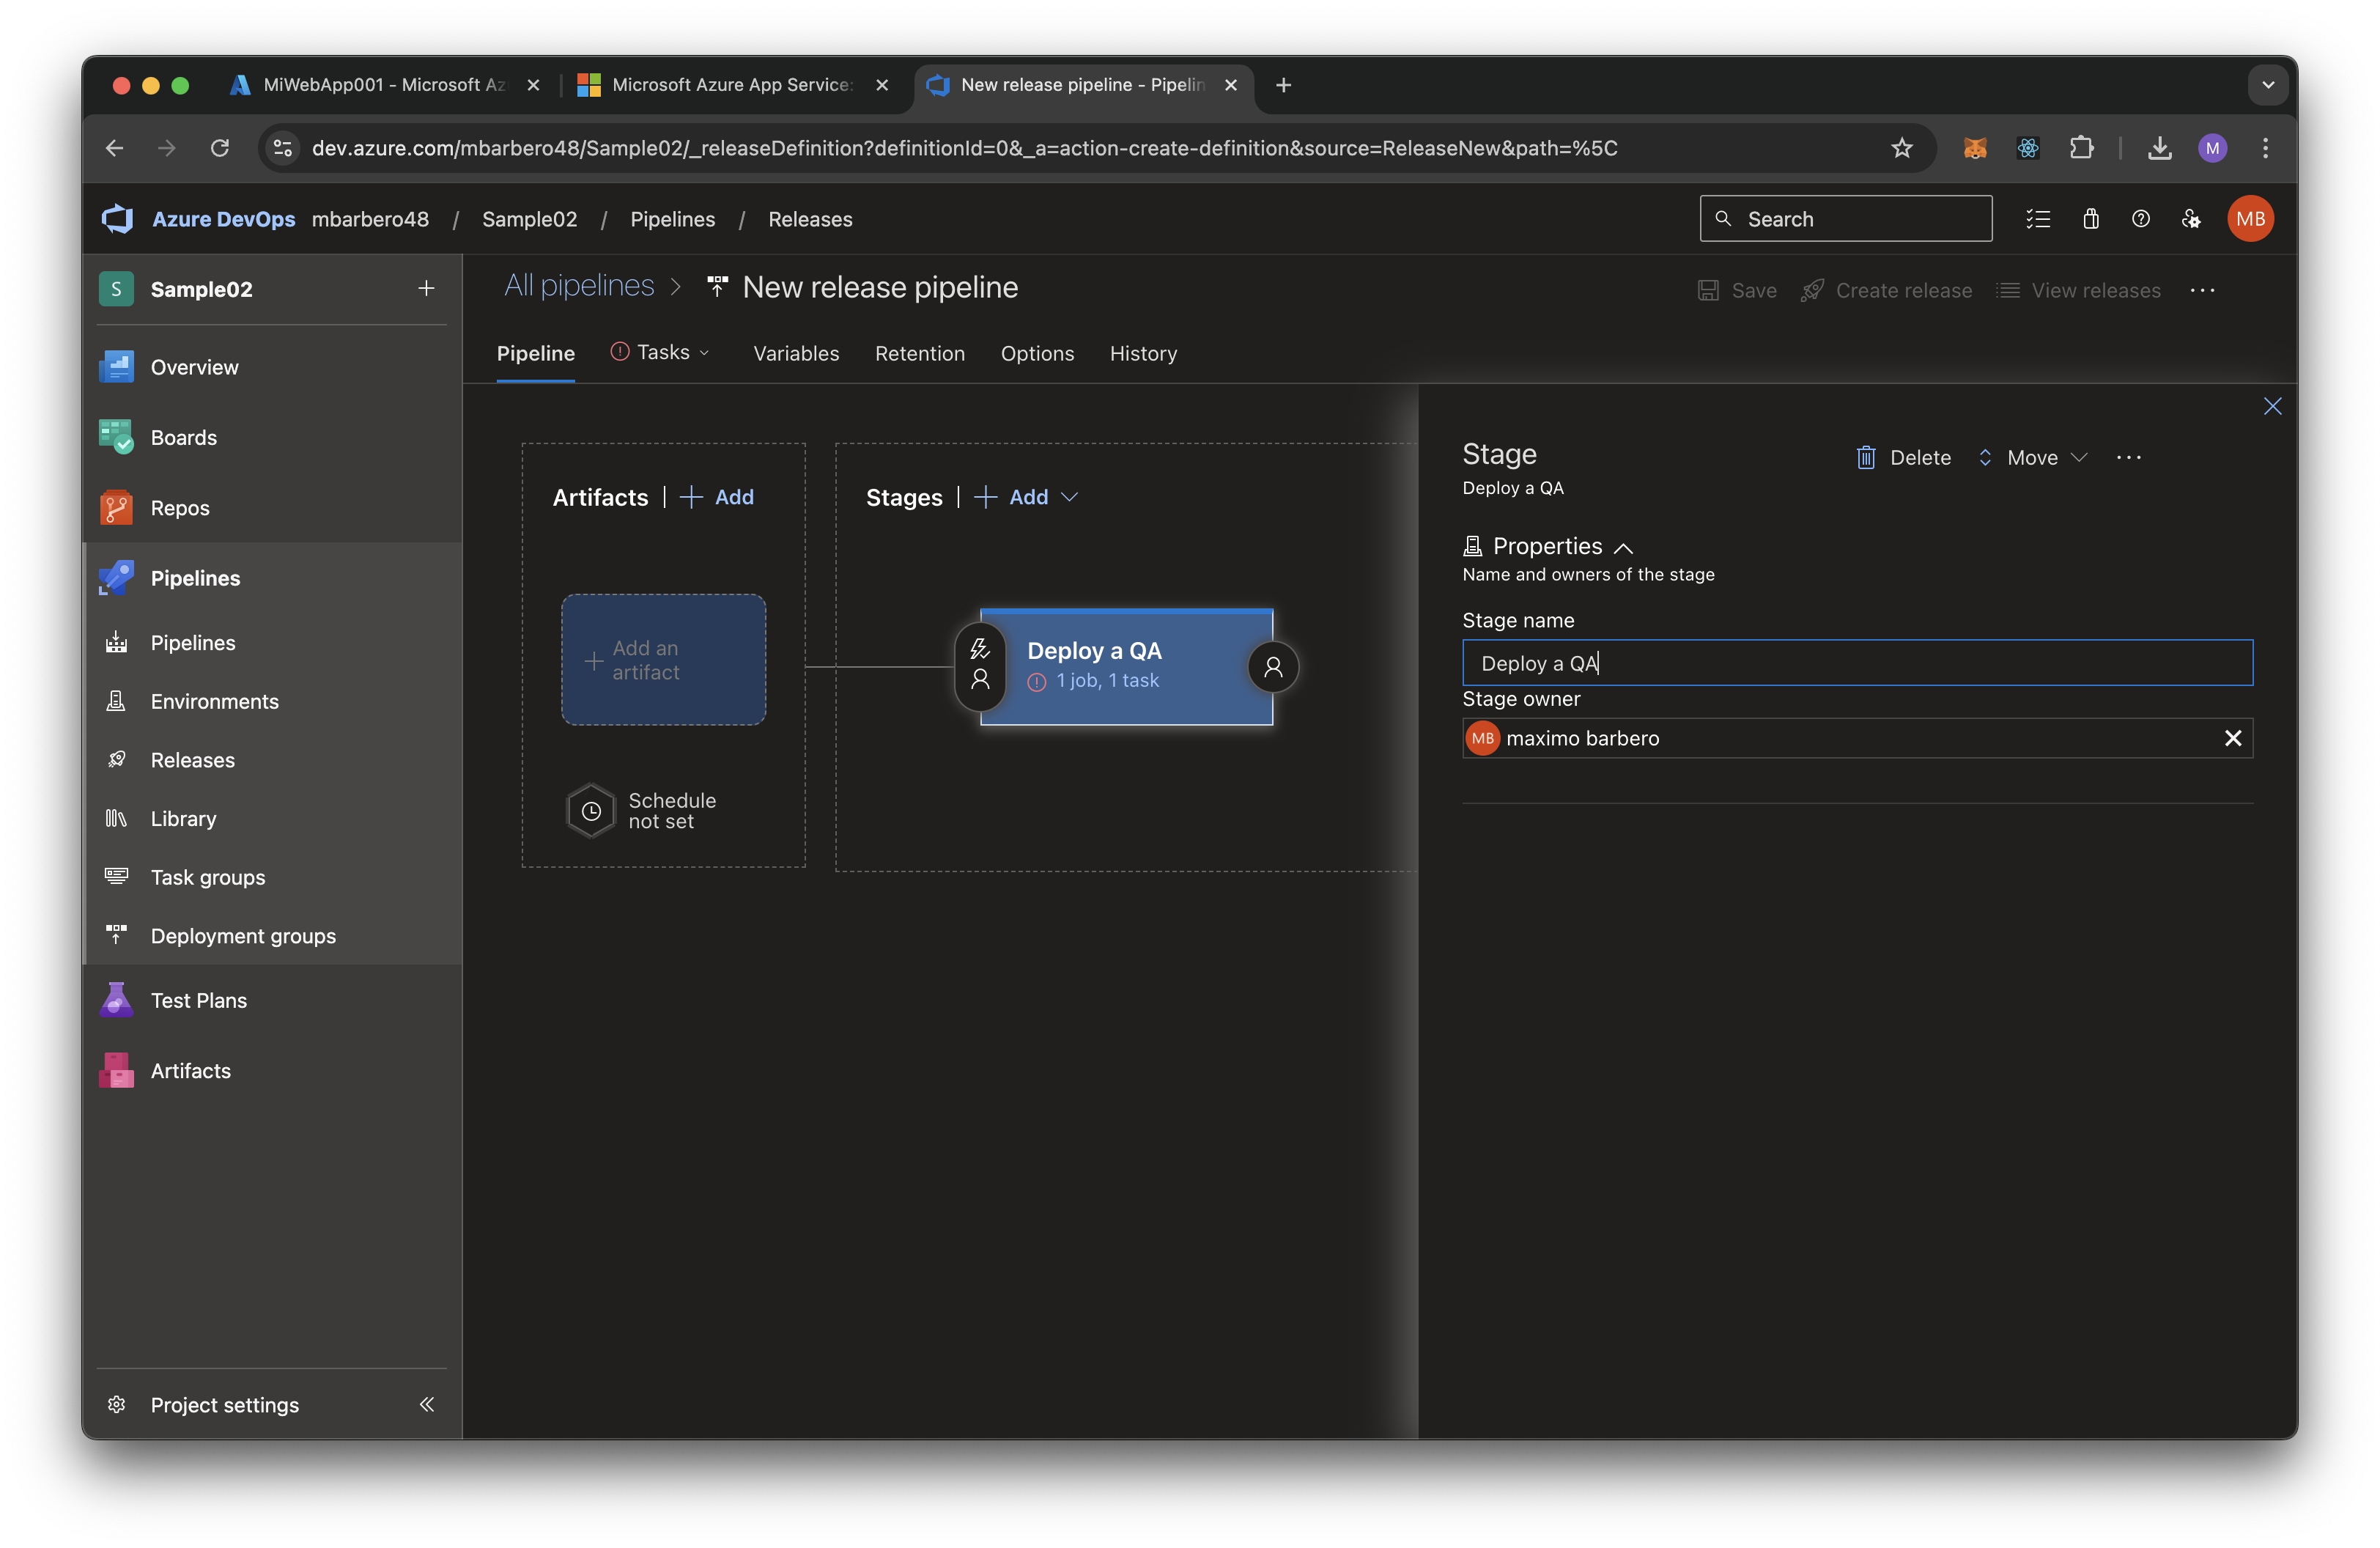 MiWebApp001 - Microsoft Az
Microsoft Azure App Service:
New release pipeline - Pipelin
dev.azure.com/mbarbero48/Sample02/_releaseDefinition?definitionId=0&_a=action-create-definition&source=ReleaseNew&path=%5C
M
Azure DevOps mbarbero48 / Sample02 / Pipelines / Releases
Search
MB
S Sample02
Overview
Boards
Repos
Pipelines
Pipelines
Environments
Releases
Library
Task groups
Deployment groups
Test Plans
Artifacts
Project settings
All pipelines > New release pipeline
Save Create release View releases
Pipeline Tasks Variables Retention Options History
Artifacts | + Add
Add an
artifact
Schedule
not set
Stages | + Add
Deploy a QA
1 job, 1 task
Stage
Deploy a QA
Delete Move
Properties
Name and owners of the stage
Stage name
Deploy a QA
Stage owner
MB maximo barbero